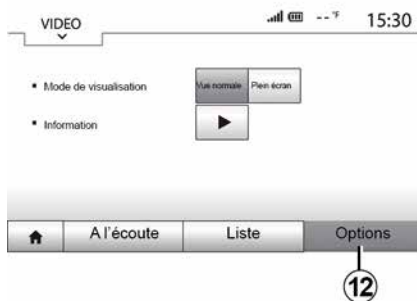 VIDEO
-- °F 15:30
Mode de visualisation Vue normale Plein écran
Information
A l'écoute Liste Options
12